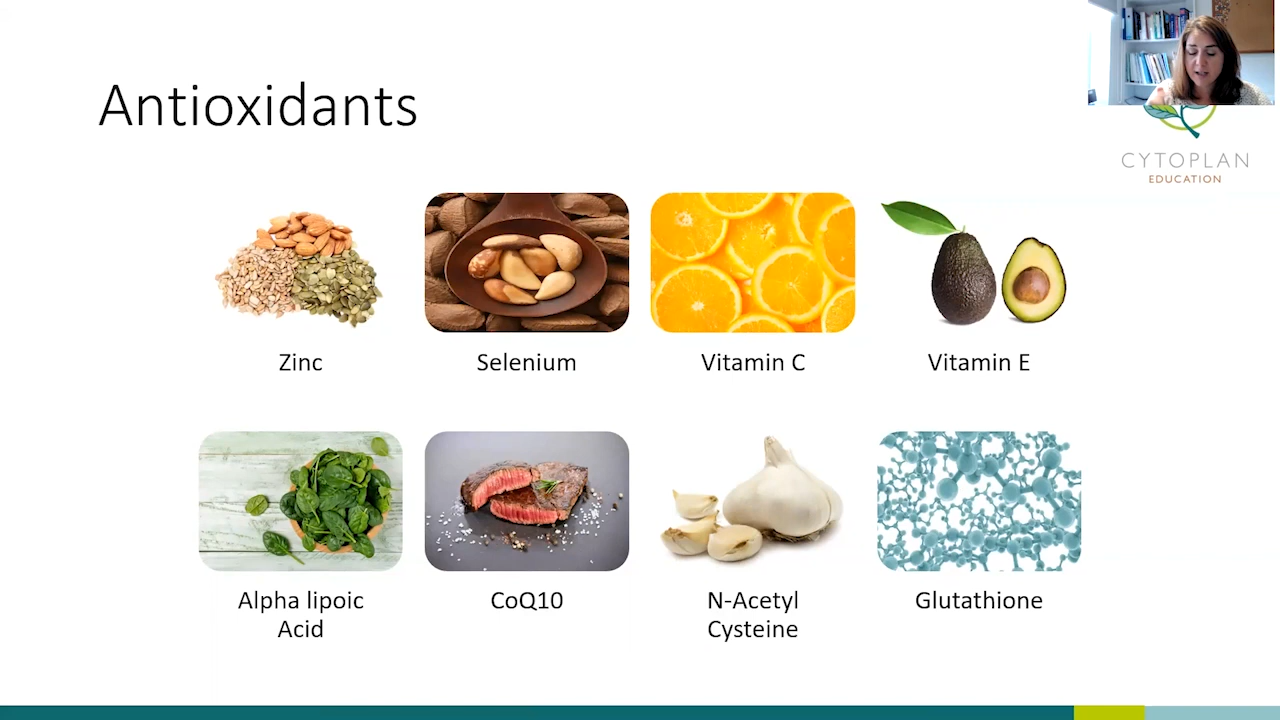 Antioxidants
CYTOPLAN
EDUCATION
Zinc
Selenium
Vitamin C
Vitamin E
Alpha lipoic
Acid
CoQ10
N-Acetyl
Cysteine
Glutathione